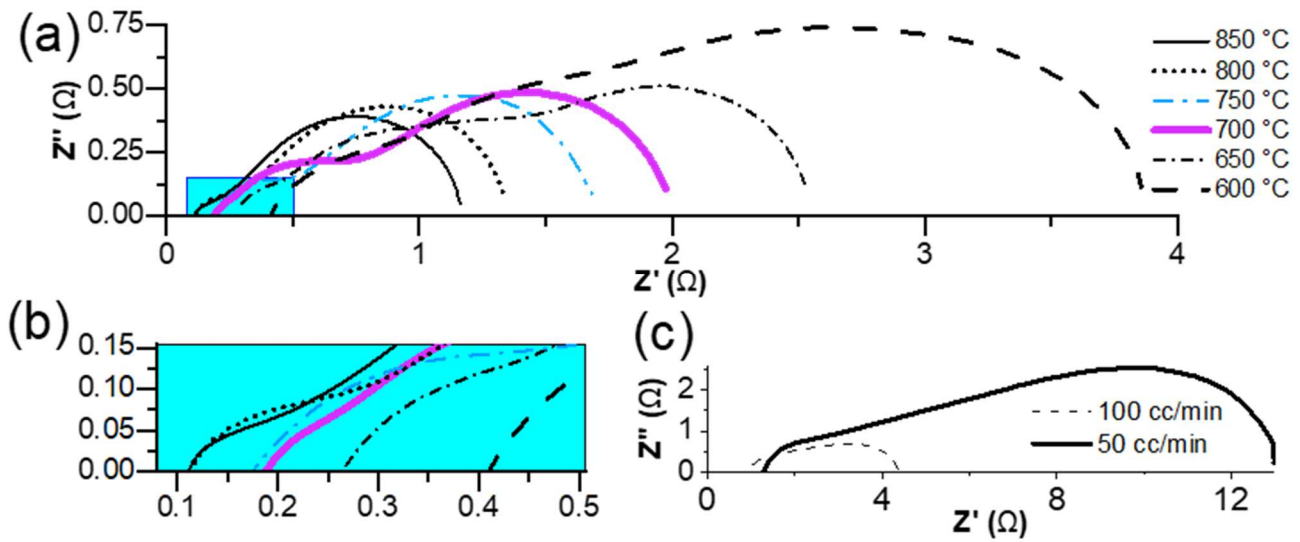 (a)
Z'' (Ω)
0.75
0.50
0.25
0.00
0
1
2
3
4
Z' (Ω)
850 °C
800 °C
750 °C
700 °C
650 °C
600 °C
(b)
0.15
0.10
0.05
0.00
0.1
0.2
0.3
0.4
0.5
(c)
Z'' (Ω)
2
0
0
4
8
12
Z' (Ω)
100 cc/min
50 cc/min